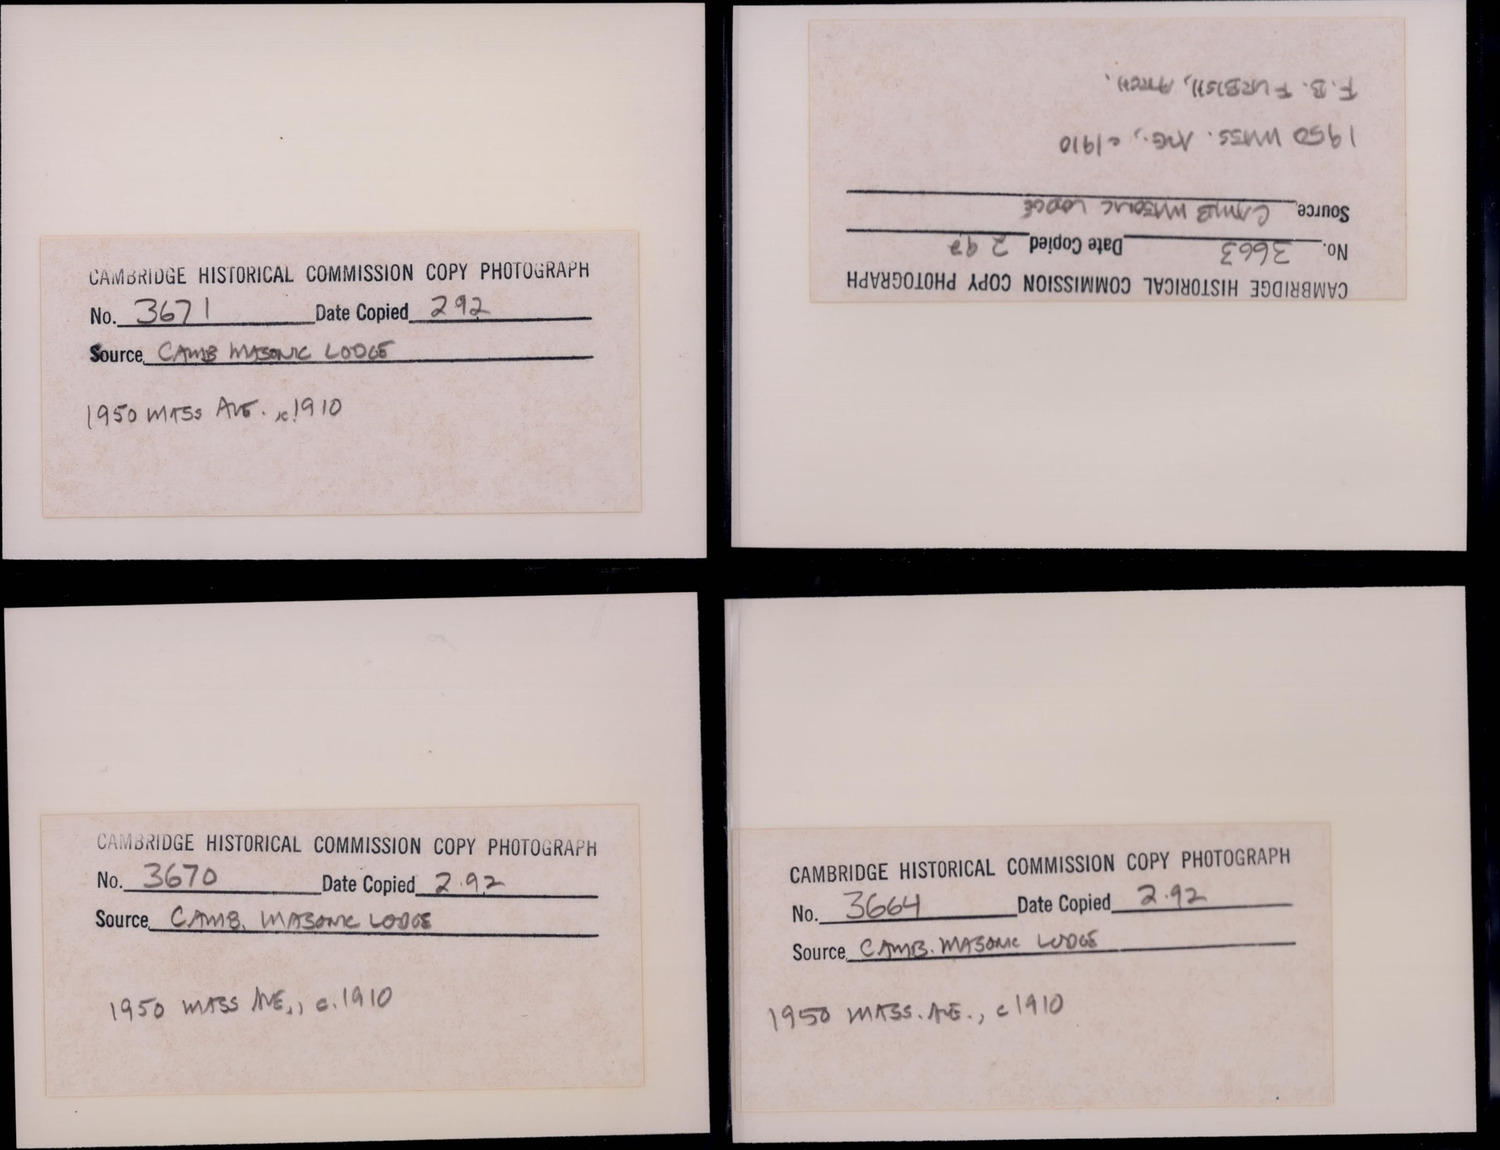 CAMBRIDGE HISTORICAL COMMISSION COPY PHOTOGRAPH
No. 3671 Date Copied 2 92
Source CAMB MASONIC LODGE
1950 MASS AVE. c.1910
CAMBRIDGE HISTORICAL COMMISSION COPY PHOTOGRAPH
No. 3663 Date Copied 2 92
Source CAMB MASONIC LODGE
1950 MASS. AVE., c1910
F.B. FURBISH, ARCH.
CAMBRIDGE HISTORICAL COMMISSION COPY PHOTOGRAPH
No. 3670 Date Copied 2.92
Source CAMB. MASONIC LODGE
1950 MASS AVE., c.1910
CAMBRIDGE HISTORICAL COMMISSION COPY PHOTOGRAPH
No. 3664 Date Copied 2.92
Source CAMB. MASONIC LODGE
1950 MASS. AVE., c1910